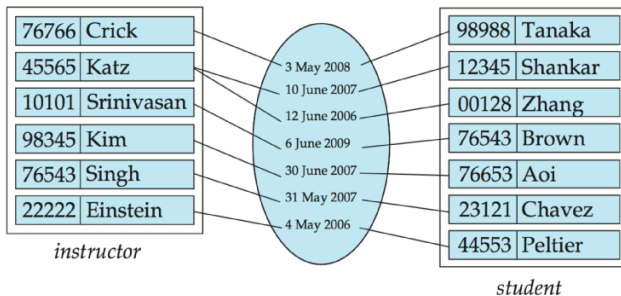 76766 Crick
45565 Katz
10101 Srinivasan
98345 Kim
76543 Singh
22222 Einstein
instructor
3 May 2008
10 June 2007
12 June 2006
6 June 2009
30 June 2007
31 May 2007
4 May 2006
98988 Tanaka
12345 Shankar
00128 Zhang
76543 Brown
76653 Aoi
23121 Chavez
44553 Peltier
student